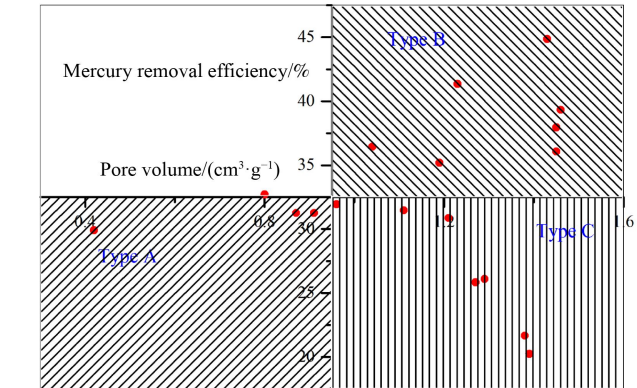 45
Type B
Mercury removal efficiency/%
40
Pore volume/(cm³·g⁻¹)
35
0.4
0.8
1.2
1.6
30
Type C
Type A
25
20